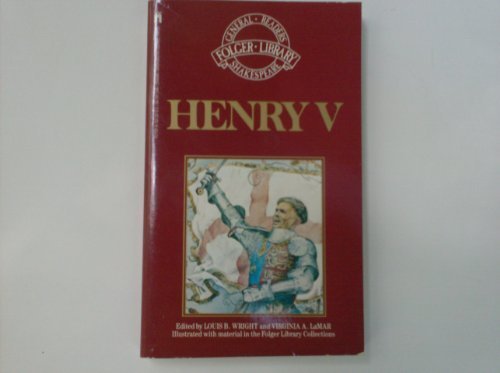 GENERAL · READERS
FOLGER · LIBRARY
SHAKESPEARE
HENRY V
Edited by LOUIS B. WRIGHT and VIRGINIA A. LaMAR
Illustrated with material in the Folger Library Collections